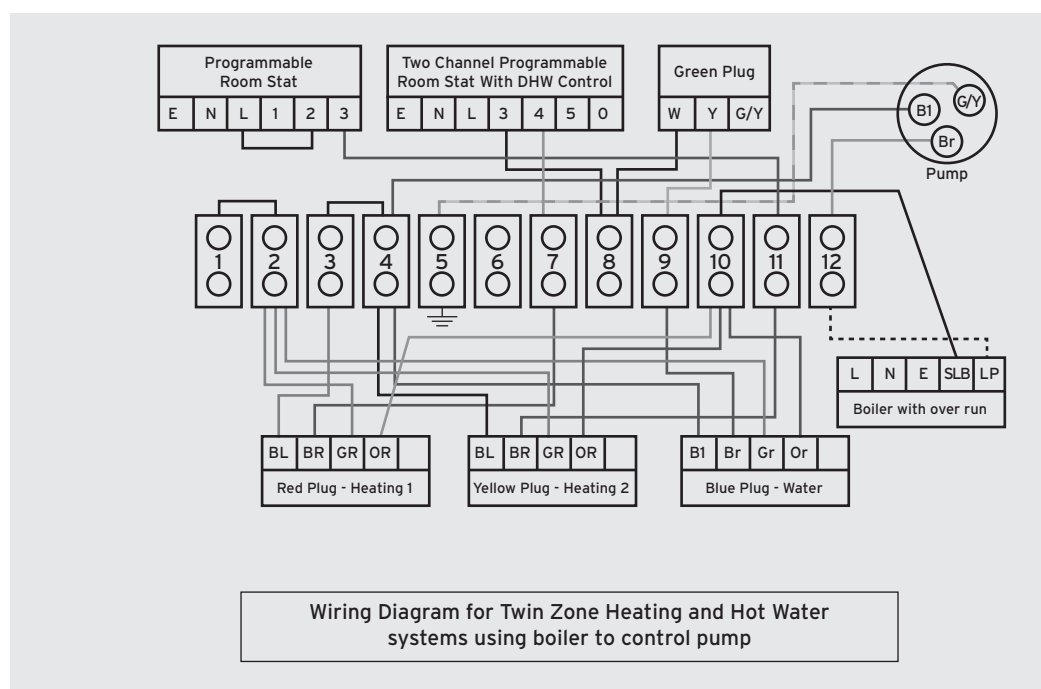 Programmable
Room Stat
E N L 1 2 3
Two Channel Programmable
Room Stat With DHW Control
E N L 3 4 5 0
Green Plug
W Y G/Y
B1 G/Y
Br
Pump
1 2 3 4 5 6 7 8 9 10 11 12
L N E SLB LP
Boiler with over run
BL BR GR OR
Red Plug - Heating 1
BL BR GR OR
Yellow Plug - Heating 2
B1 Br Gr Or
Blue Plug - Water
Wiring Diagram for Twin Zone Heating and Hot Water
systems using boiler to control pump